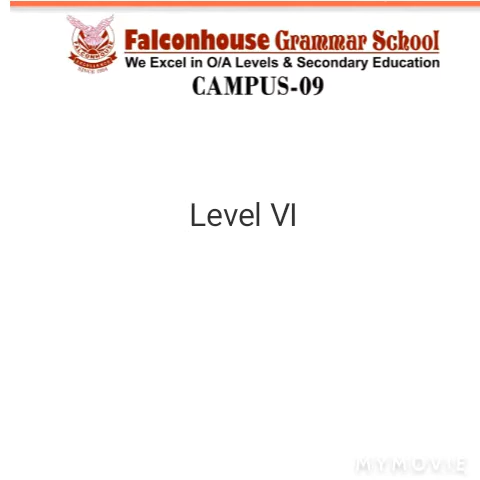 Falconhouse Grammar School
We Excel in O/A Levels & Secondary Education
CAMPUS-09
Level VI
MYMOVIE